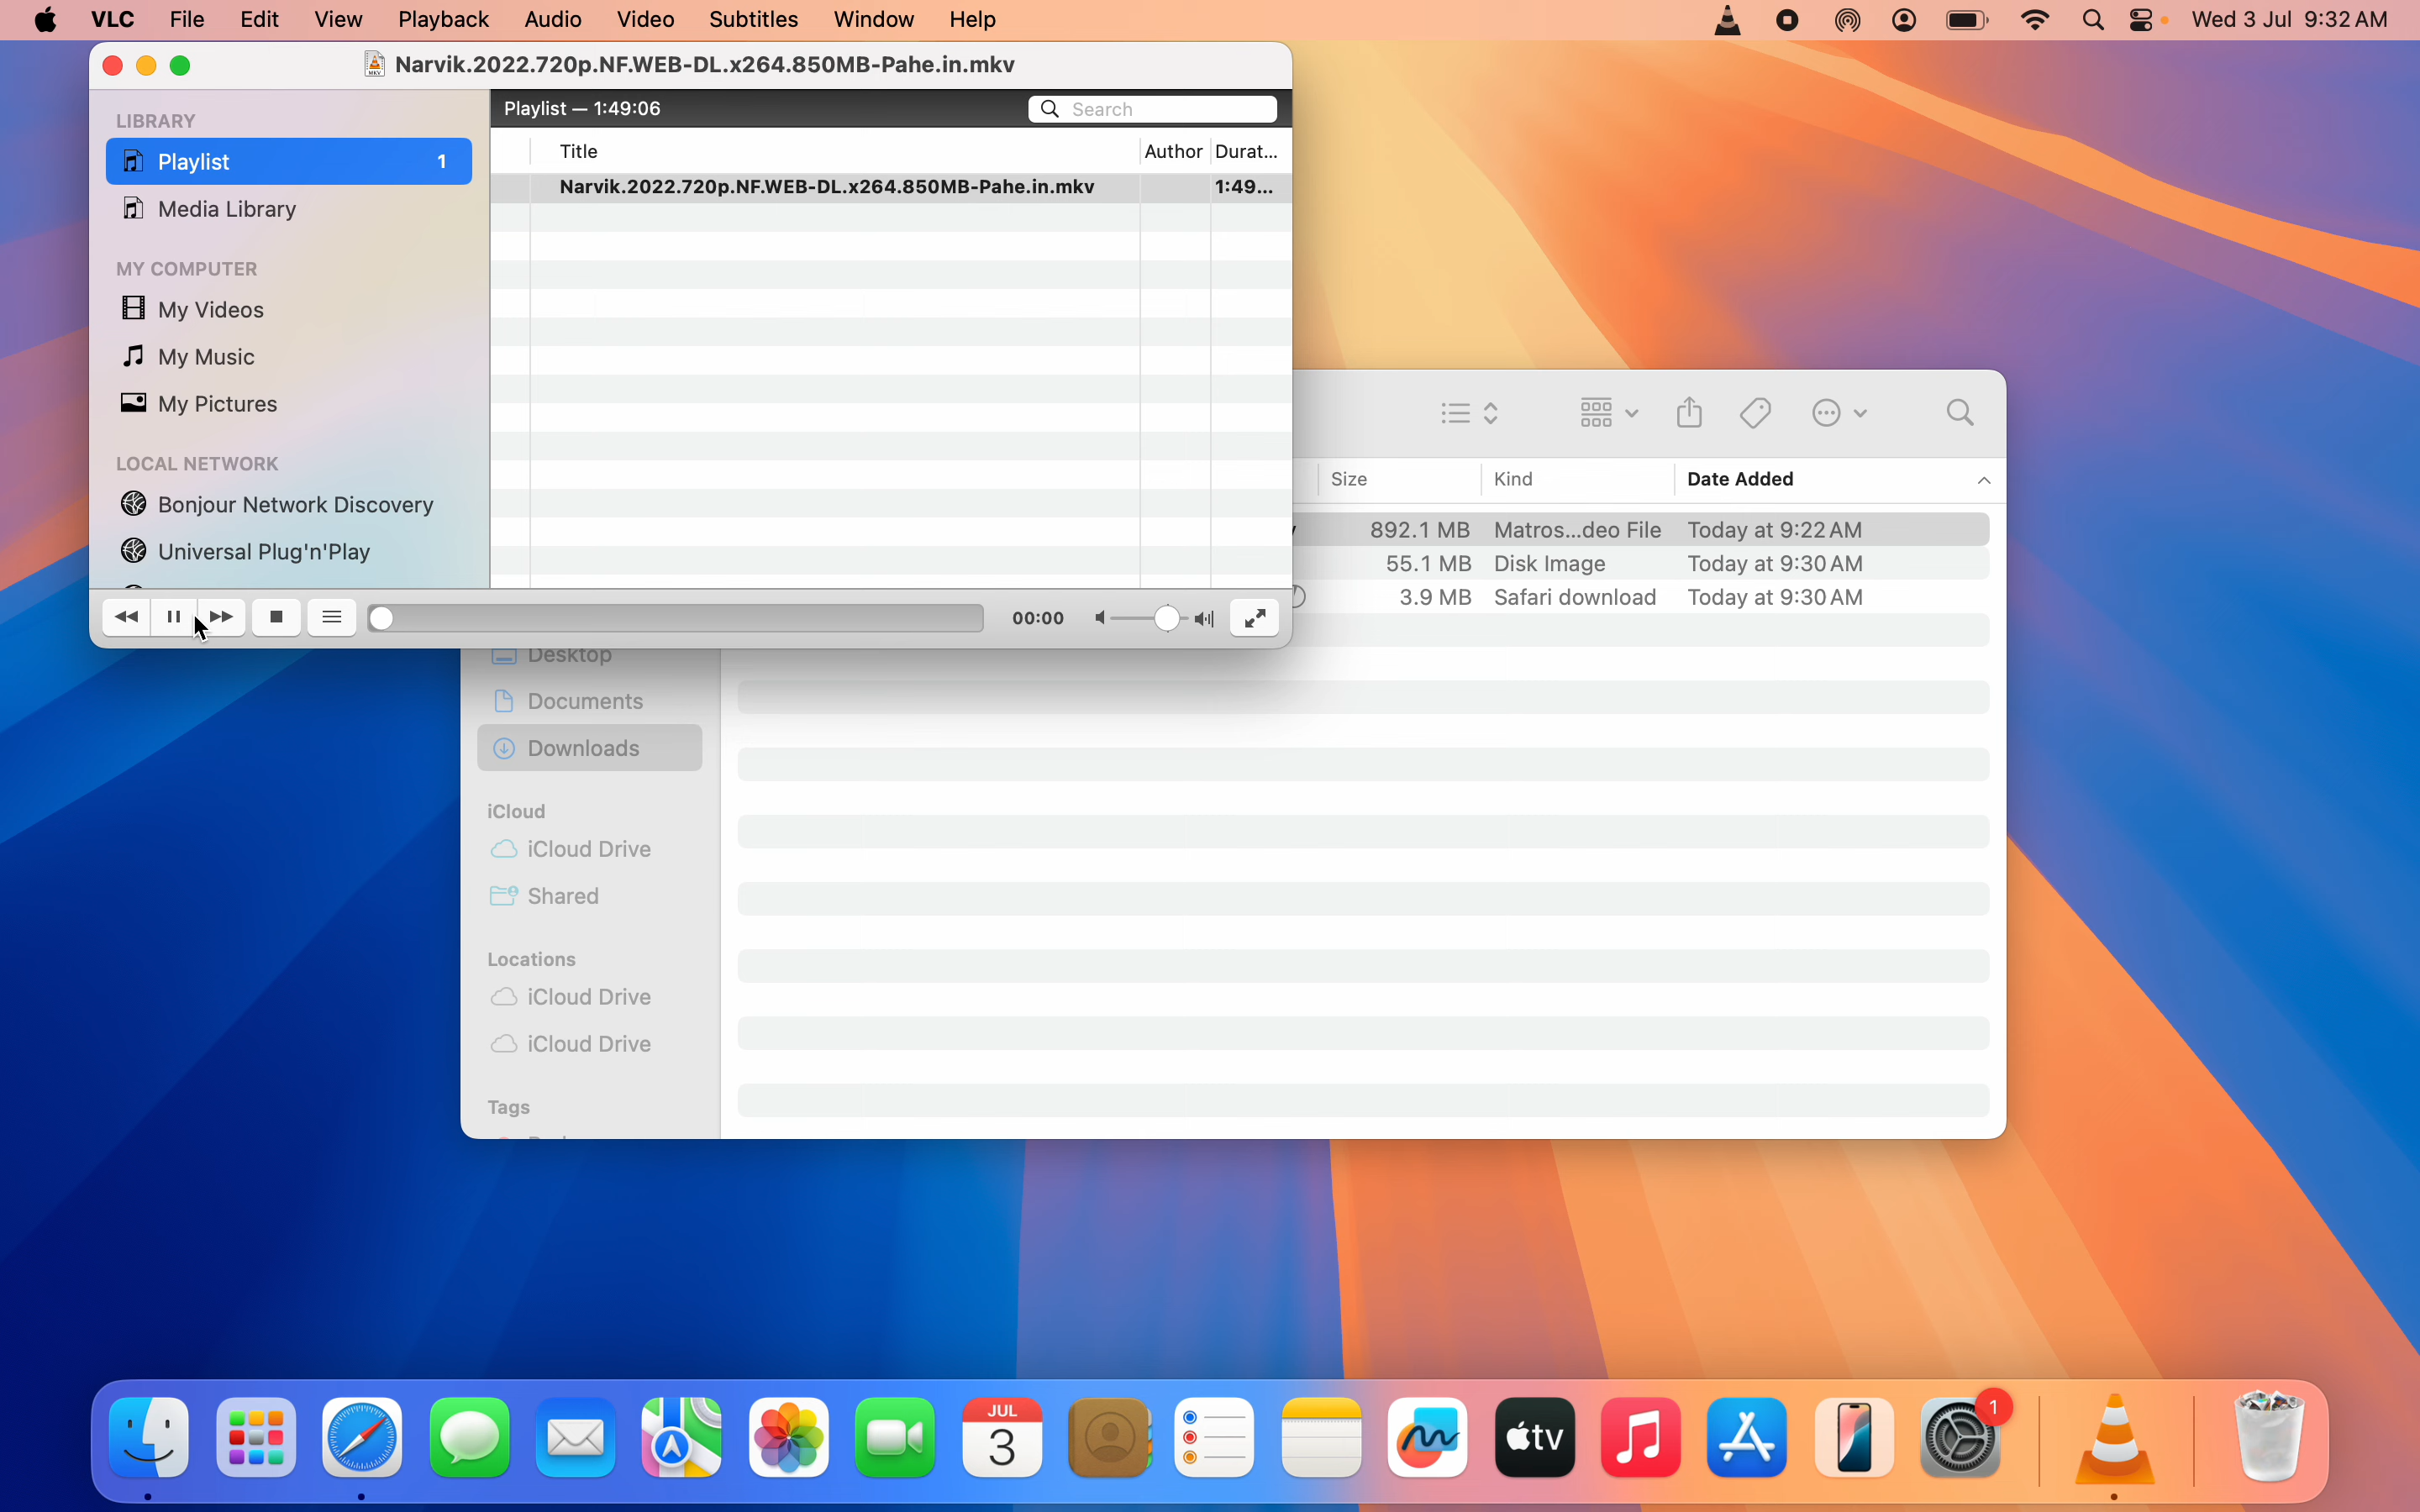 VLC File Edit View Playback Audio Video Subtitles Window Help Wed 3 Jul 9:32 AM
Narvik.2022.720p.NF.WEB-DL.x264.850MB-Pahe.in.mkv
LIBRARY
Playlist 1
Media Library
MY COMPUTER
My Videos
My Music
My Pictures
LOCAL NETWORK
Bonjour Network Discovery
Universal Plug'n'Play
Playlist — 1:49:06 Search
Title Author Durat...
Narvik.2022.720p.NF.WEB-DL.x264.850MB-Pahe.in.mkv 1:49...
00:00
Size Kind Date Added
892.1 MB Matros...deo File Today at 9:22 AM
55.1 MB Disk Image Today at 9:30 AM
3.9 MB Safari download Today at 9:30 AM
Desktop
Documents
Downloads
iCloud
iCloud Drive
Shared
Locations
iCloud Drive
iCloud Drive
Tags
JUL
3
tv
1